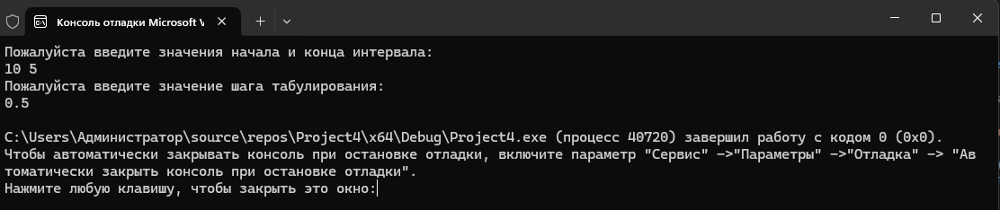 Консоль отладки Microsoft V
Пожалуйста введите значения начала и конца интервала:
10 5
Пожалуйста введите значение шага табулирования:
0.5
C:\Users\Администратор\source\repos\Project4\x64\Debug\Project4.exe (процесс 40720) завершил работу с кодом 0 (0x0).
Чтобы автоматически закрывать консоль при остановке отладки, включите параметр "Сервис" ->"Параметры" ->"Отладка" -> "Ав
томатически закрыть консоль при остановке отладки".
Нажмите любую клавишу, чтобы закрыть это окно: